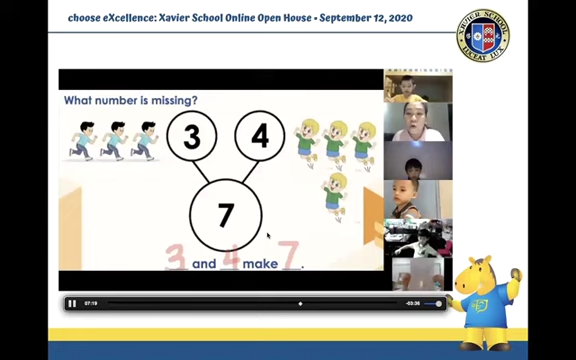 choose eXcellence: Xavier School Online Open House • September 12, 2020
XAVIER SCHOOL
LUCEAT LUX
What number is missing?
3 4
7
3 and 4 make 7.
07:19 -03:36